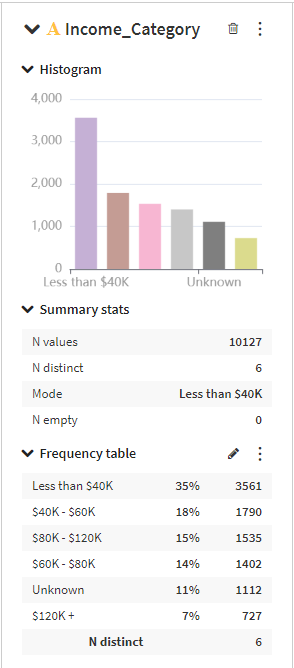 A Income_Category
Histogram
4,000
3,000
2,000
1,000
0
Less than $40K Unknown
Summary stats
N values 10127
N distinct 6
Mode Less than $40K
N empty 0
Frequency table
Less than $40K 35% 3561
$40K - $60K 18% 1790
$80K - $120K 15% 1535
$60K - $80K 14% 1402
Unknown 11% 1112
$120K + 7% 727
N distinct 6